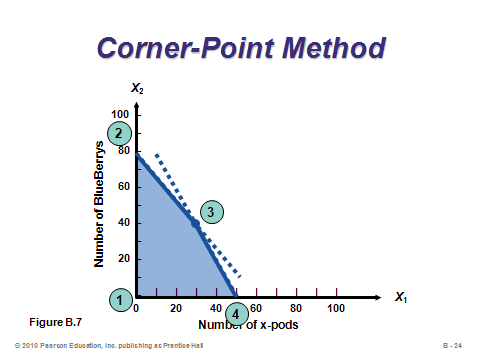 Corner-Point Method
X2
100
80
60
40
20
Number of BlueBerrys
2
3
1
4
0 20 40 60 80 100
X1
Number of x-pods
Figure B.7
© 2010 Pearson Education, Inc. publishing as Prentice Hall
B - 24